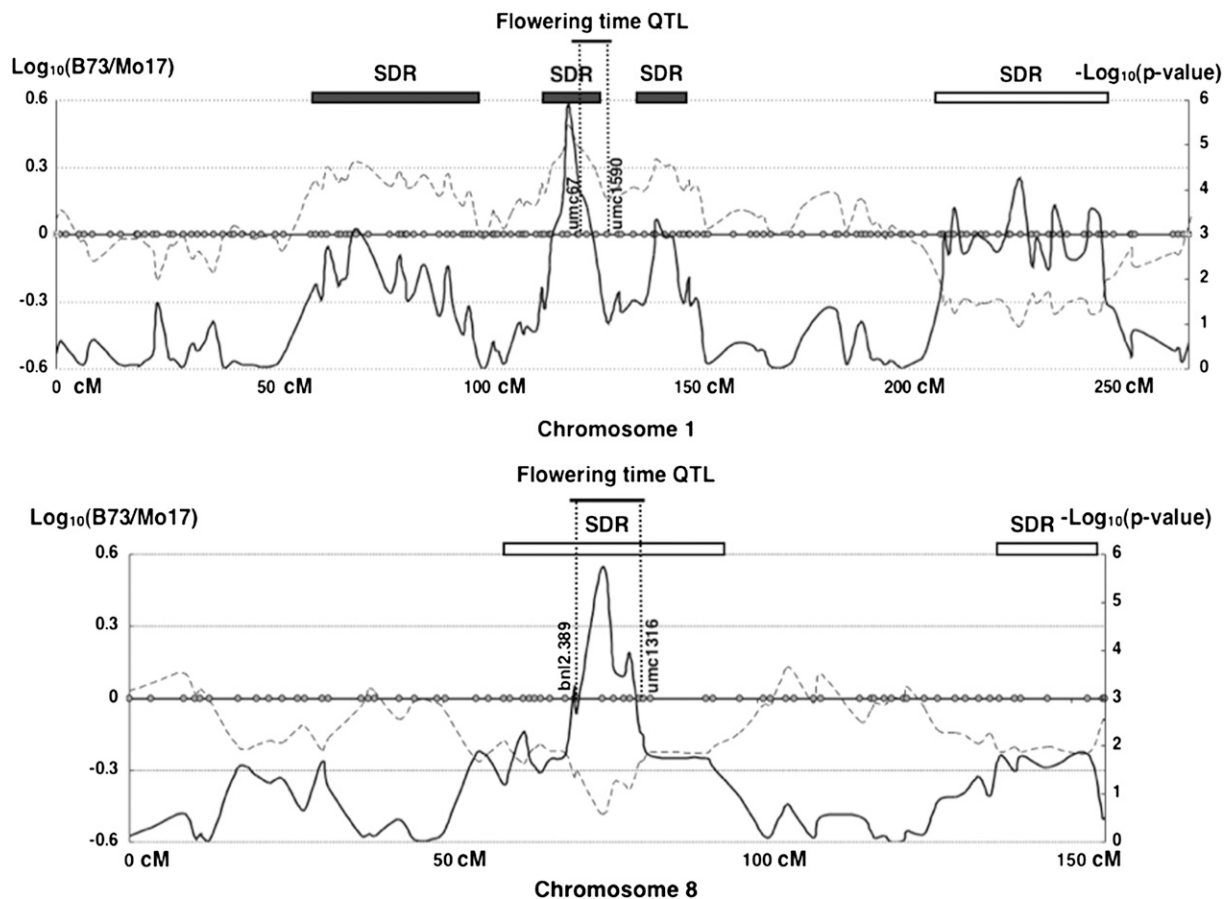 Flowering time QTL
Log₁₀(B73/Mo17) SDR SDR SDR SDR -Log₁₀(p-value)
0.6 6
5
0.3 4
umc67 umc1590
0 3
2
-0.3
1
-0.6 0
0 cM 50 cM 100 cM 150 cM 200 cM 250 cM
Chromosome 1
Flowering time QTL
Log₁₀(B73/Mo17) SDR SDR -Log₁₀(p-value)
0.6 6
5
0.3
4
bnl2.389 umc1316
0 3
2
-0.3
1
-0.6 0
0 cM 50 cM 100 cM 150 cM
Chromosome 8